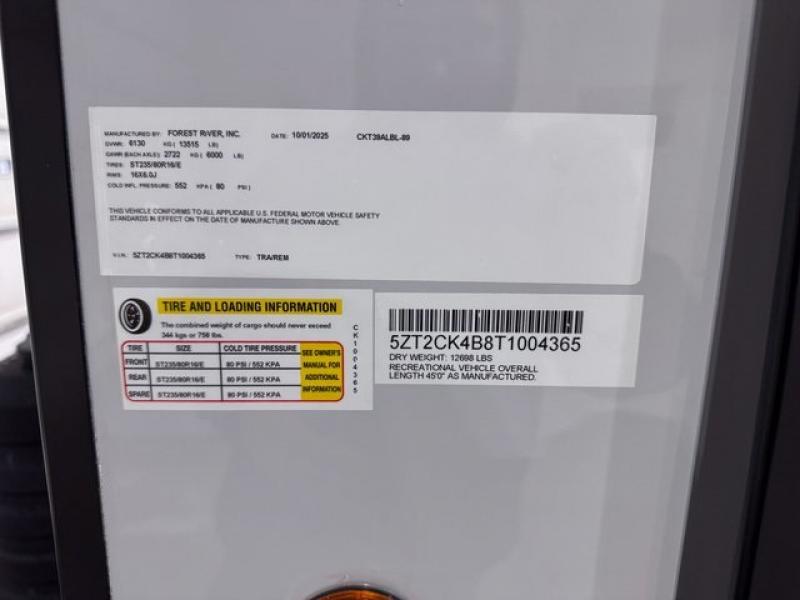 MANUFACTURED BY: FOREST RIVER, INC. DATE: 10/01/2025 CKT39ALBL-89
GVWR: 6130 KG ( 13515 LB)
GAWR (EACH AXLE): 2722 KG ( 6000 LB)
TIRES: ST235/80R16/E
RIMS: 16X6.0J
COLD INFL. PRESSURE: 552 KPA ( 80 PSI )
THIS VEHICLE CONFORMS TO ALL APPLICABLE U.S. FEDERAL MOTOR VEHICLE SAFETY
STANDARDS IN EFFECT ON THE DATE OF MANUFACTURE SHOWN ABOVE.
V.I.N.: 5ZT2CK4B8T1004365 TYPE: TRA/REM
TIRE AND LOADING INFORMATION
The combined weight of cargo should never exceed
344 kgs or 758 lbs.
TIRE SIZE COLD TIRE PRESSURE
FRONT ST235/80R16/E 80 PSI / 552 KPA
REAR ST235/80R16/E 80 PSI / 552 KPA
SPARE ST235/80R16/E 80 PSI / 552 KPA
SEE OWNER'S
MANUAL FOR
ADDITIONAL
INFORMATION
CK1004365
5ZT2CK4B8T1004365
DRY WEIGHT: 12698 LBS
RECREATIONAL VEHICLE OVERALL
LENGTH 45'0" AS MANUFACTURED.